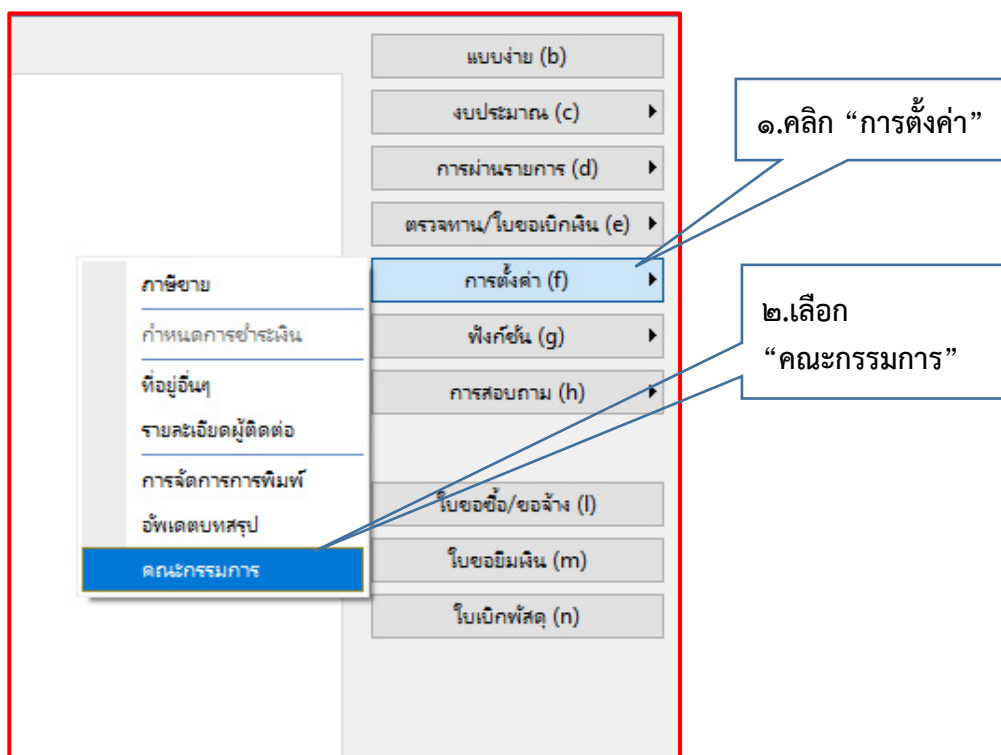 แบบง่าย (b)
งบประมาณ (c)
การผ่านรายการ (d)
ตรวจทาน/ใบขอเบิกเงิน (e)
การตั้งค่า (f)
ฟังก์ชั่น (g)
การสอบถาม (h)
ใบขอซื้อ/ขอจ้าง (l)
ใบขอยืมเงิน (m)
ใบเบิกพัสดุ (n)
ภาษีขาย
กำหนดการชำระเงิน
ที่อยู่อื่นๆ
รายละเอียดผู้ติดต่อ
การจัดการการพิมพ์
อัพเดตบทสรุป
คณะกรรมการ
๑.คลิก “การตั้งค่า”
๒.เลือก
“คณะกรรมการ”